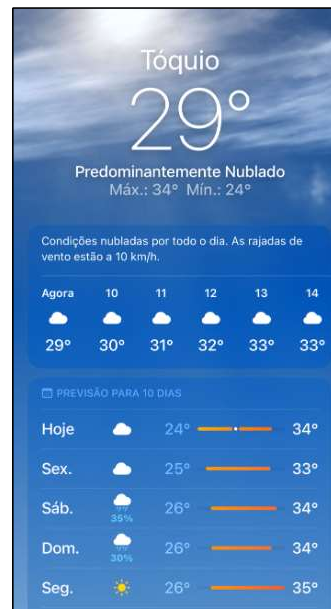 Tóquio
29°
Predominantemente Nublado
Máx.: 34° Mín.: 24°
Condições nubladas por todo o dia. As rajadas de
vento estão a 10 km/h.
Agora 10 11 12 13 14
29° 30° 31° 32° 33° 33°
PREVISÃO PARA 10 DIAS
Hoje 24° 34°
Sex. 25° 33°
Sáb. 35% 26° 34°
Dom. 30% 26° 34°
Seg. 26° 35°